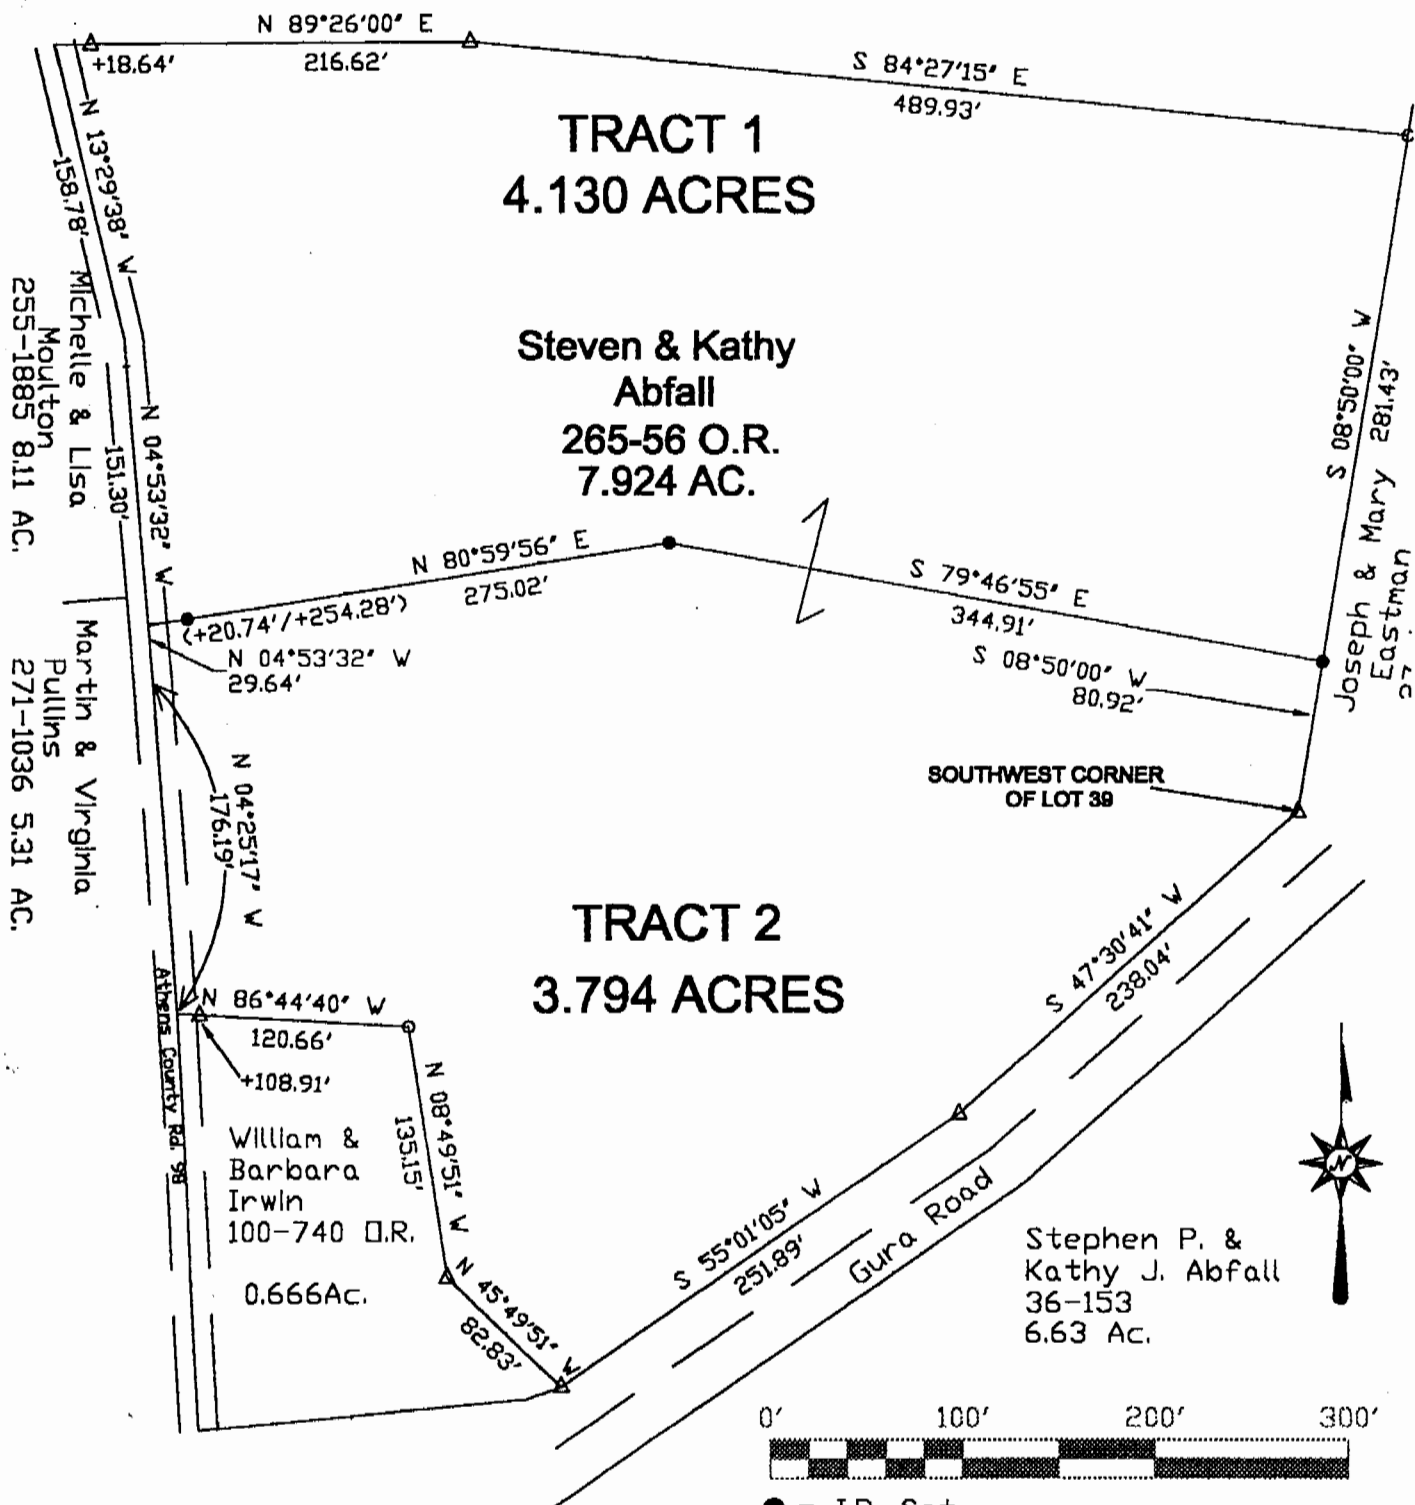 N 89°26'00" E
+18.64'
216.62'
S 84°27'15" E
489.93'
TRACT 1
4.130 ACRES
N 13°29'38" W
158.78'
Michelle & Lisa
Moulton
255-1885 8.11 AC.
N 04°53'32" W
151.30'
Steven & Kathy
Abfall
265-56 O.R.
7.924 AC.
S 08°50'00" W
281.43'
Joseph & Mary
Eastman
N 80°59'56" E
(+20.74'/+254.28')
275.02'
S 79°46'55" E
344.91'
N 04°53'32" W
29.64'
S 08°50'00" W
80.92'
Martin & Virginia
Pullins
271-1036 5.31 AC.
N 04°25'17" W
176.19'
SOUTHWEST CORNER
OF LOT 39
TRACT 2
3.794 ACRES
S 47°30'41" W
238.04'
Athens County Rd. 98
N 86°44'40" W
120.66'
+108.91'
N 08°49'51" W
135.15'
William &
Barbara
Irwin
100-740 O.R.
0.666Ac.
N 45°49'51" W
82.83'
S 55°01'05" W
251.89'
Gura Road
N
Stephen P. &
Kathy J. Abfall
36-153
6.63 Ac.
0' 100' 200' 300'